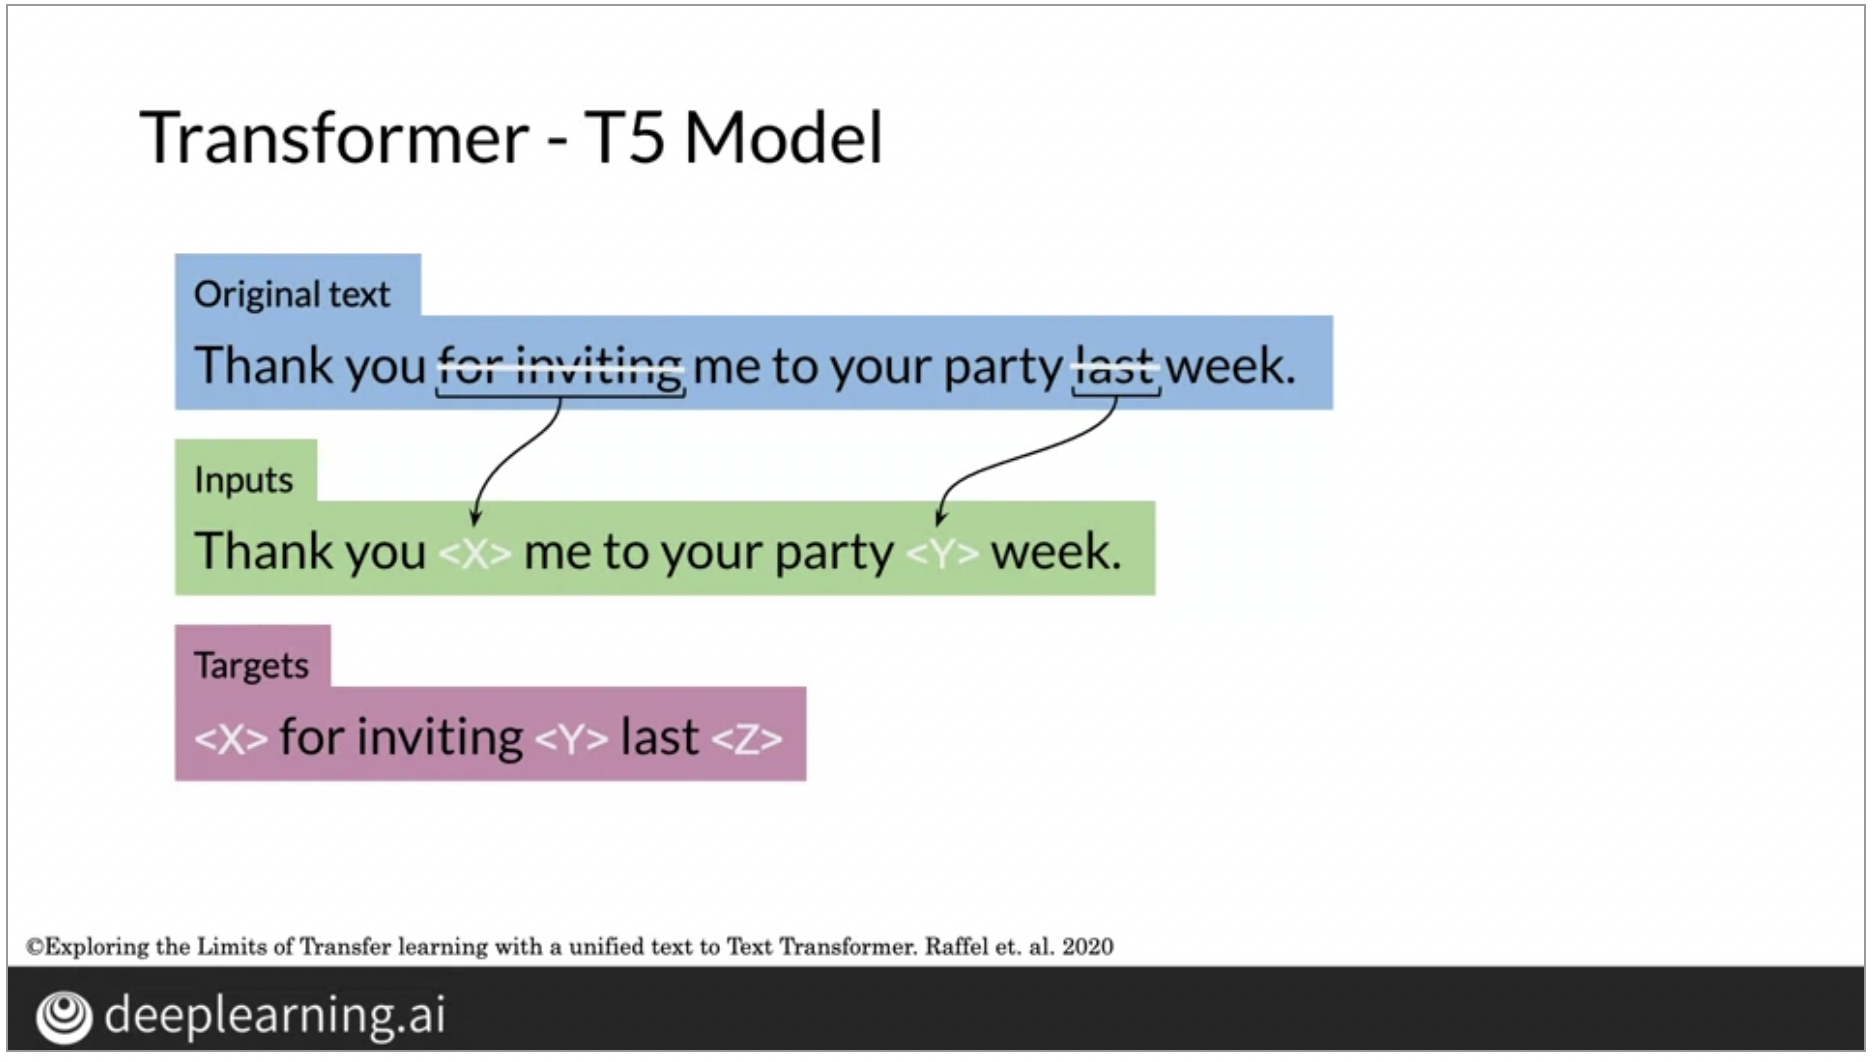 Transformer - T5 Model
Original text
Thank you for inviting me to your party last week.
Inputs
Thank you <X> me to your party <Y> week.
Targets
<X> for inviting <Y> last <Z>
©Exploring the Limits of Transfer learning with a unified text to Text Transformer. Raffel et. al. 2020
deeplearning.ai